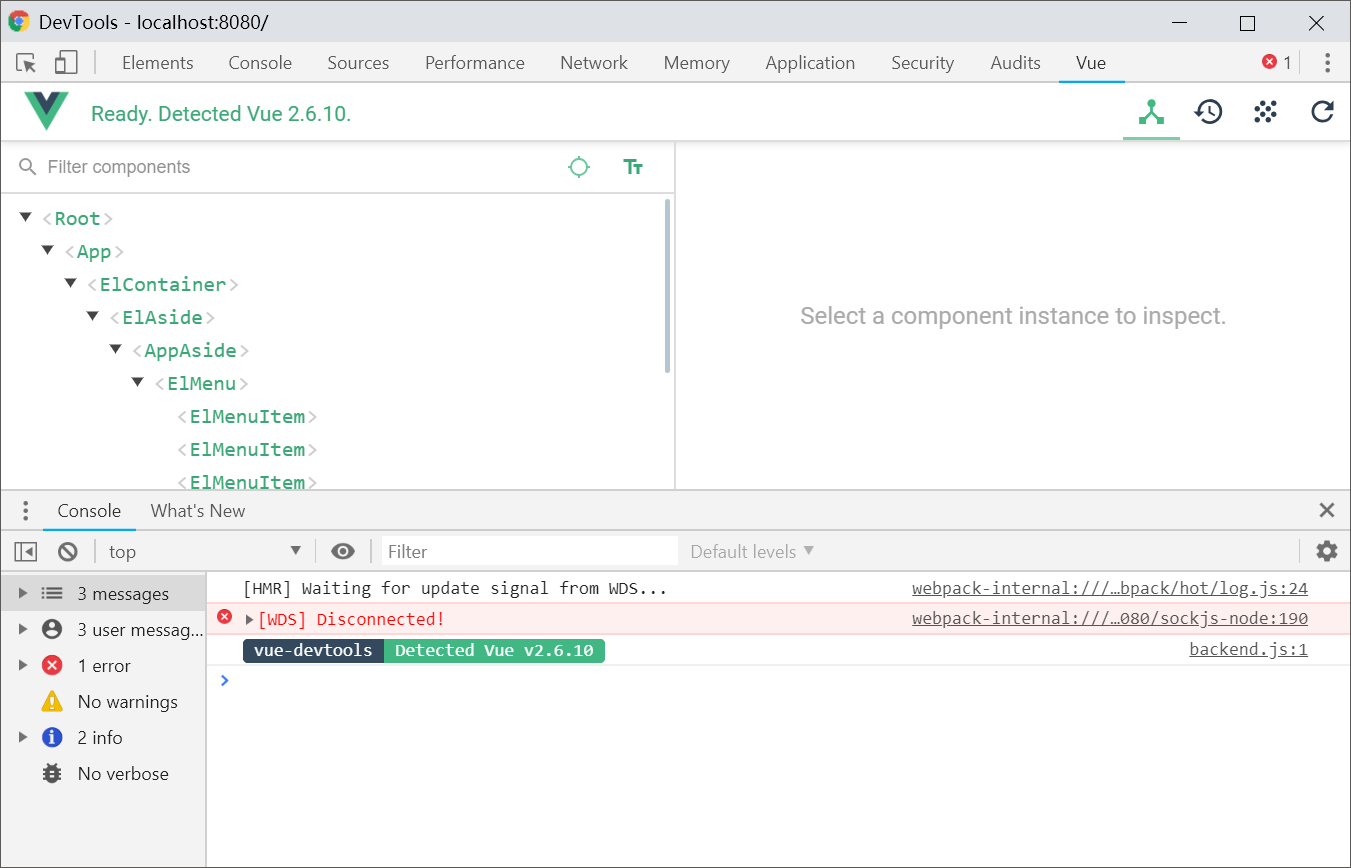 DevTools - localhost:8080/
Elements Console Sources Performance Network Memory Application Security Audits Vue 1
Ready. Detected Vue 2.6.10.
Filter components
<Root>
<App>
<ElContainer>
<ElAside>
<AppAside>
<ElMenu>
<ElMenuItem>
<ElMenuItem>
<ElMenuItem>
Select a component instance to inspect.
Console What's New
top Filter Default levels
3 messages
3 user messag...
1 error
No warnings
2 info
No verbose
[HMR] Waiting for update signal from WDS... webpack-internal:///…bpack/hot/log.js:24
[WDS] Disconnected! webpack-internal:///…080/sockjs-node:190
vue-devtools Detected Vue v2.6.10 backend.js:1